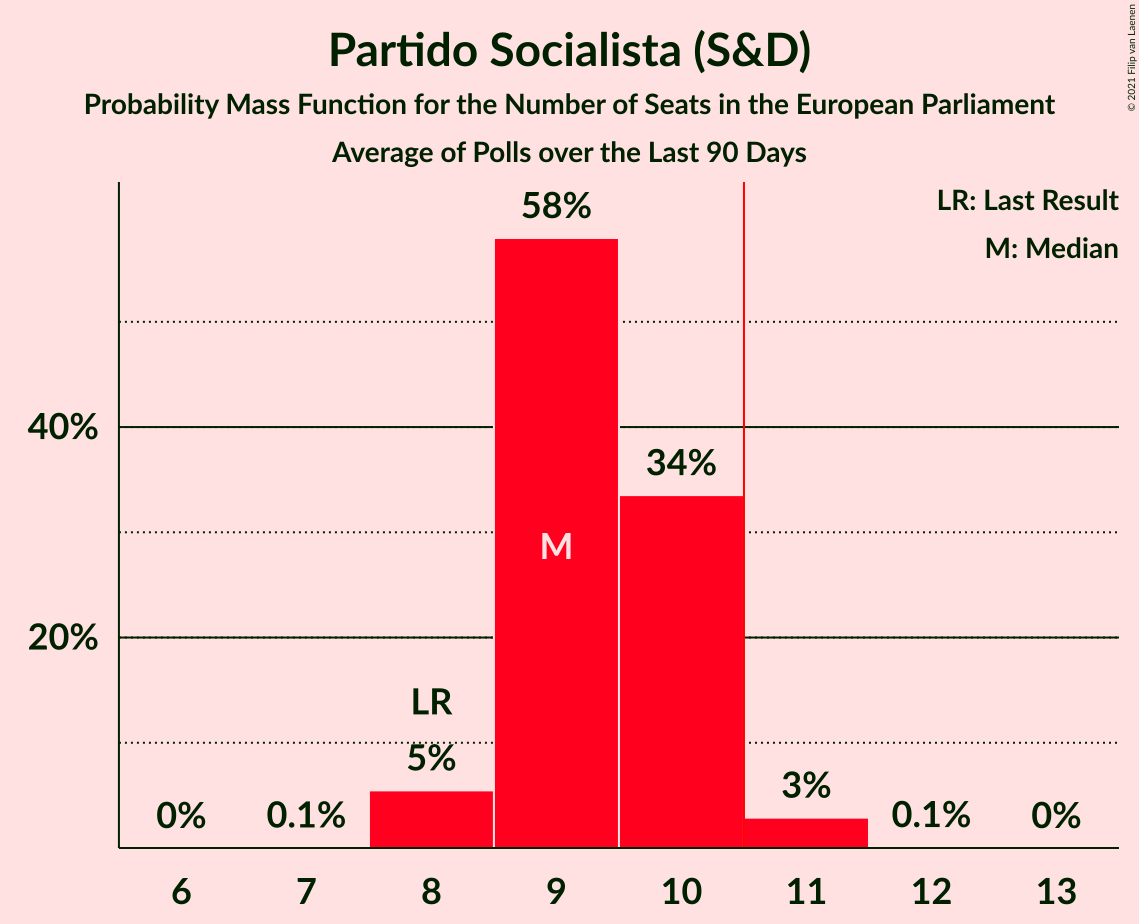 Partido Socialista (S&D)
Probability Mass Function for the Number of Seats in the European Parliament
Average of Polls over the Last 90 Days
© 2021 Filip van Laenen
LR: Last Result
M: Median
58%
40%
34%
M
20%
LR
5%
3%
0%
0.1%
0.1%
0%
6 7 8 9 10 11 12 13